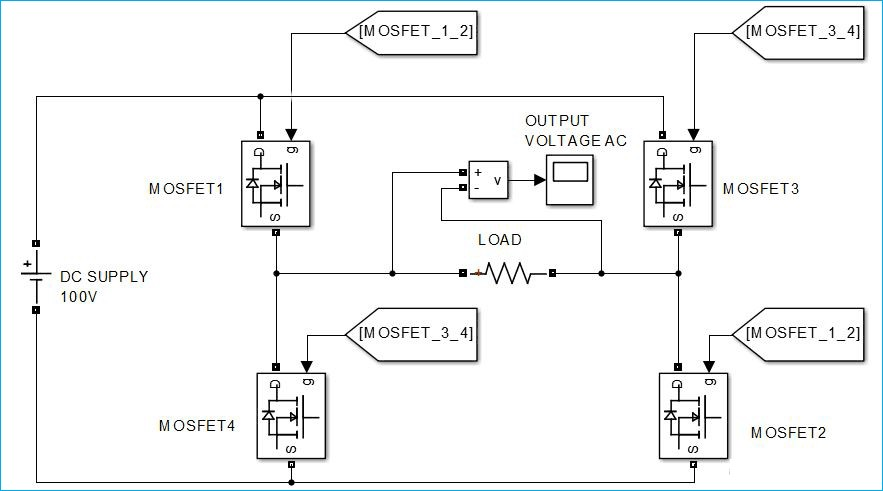 [MOSFET_1_2]
[MOSFET_3_4]
OUTPUT
VOLTAGE AC
D
g
S
MOSFET1
+
-
v
D
g
S
MOSFET3
LOAD
+
+
DC SUPPLY
100V
[MOSFET_3_4]
[MOSFET_1_2]
D
g
S
MOSFET4
D
g
S
MOSFET2